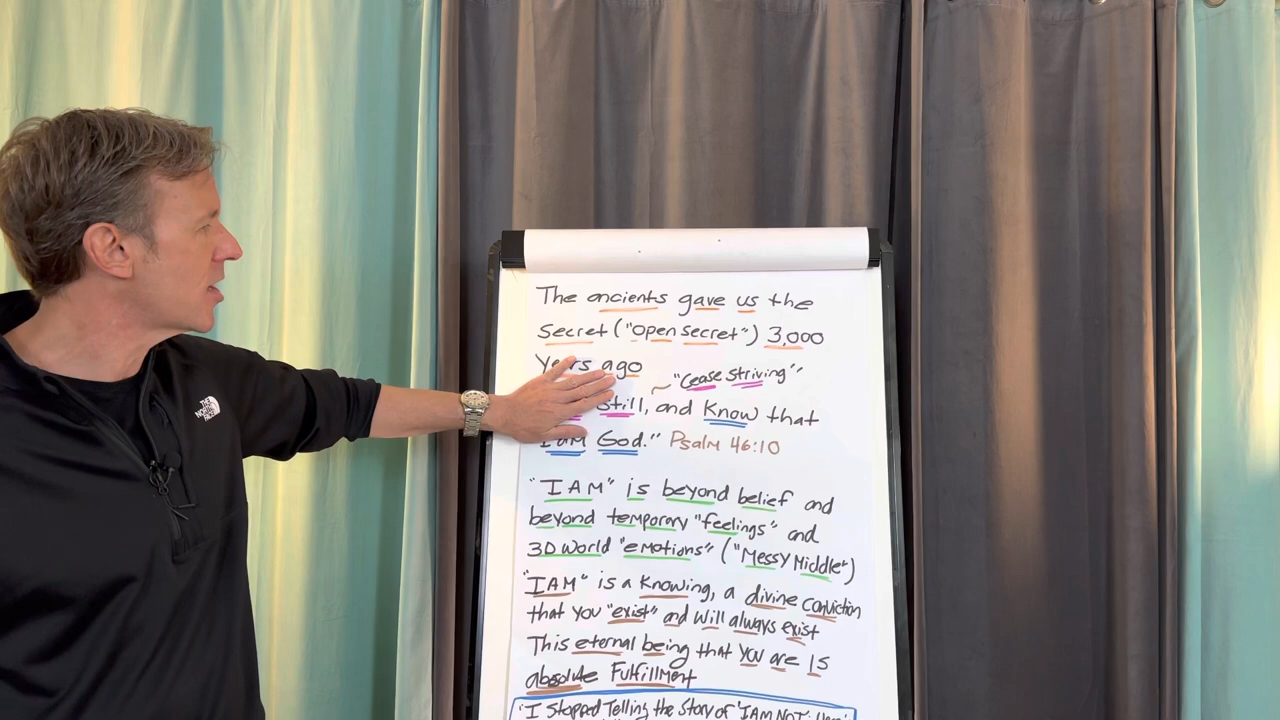 The ancients gave us the
secret ("open secret") 3,000
Years ago
~ "Cease striving"
still, and Know that
I am God." Psalm 46:10
"I AM" is beyond belief and
beyond temporary "feelings" and
3D World "emotions" ("Messy Middle")
"I AM" is a Knowing, a divine conviction
that you "exist" and will always exist
This eternal being that you are is
absolute Fulfillment
"I Stopped Telling the Story of 'I AM NOT
THE
NORTH
FACE